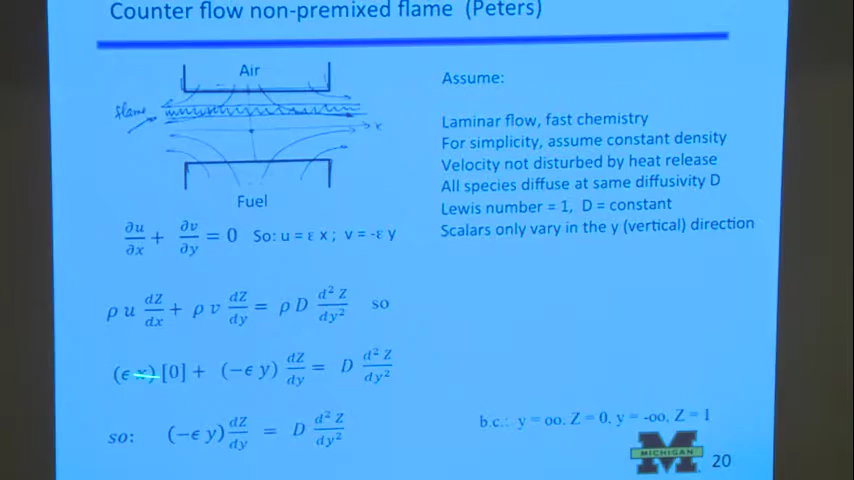 Counter flow non-premixed flame (Peters)
Air
flame
x
Fuel
Assume:
Laminar flow, fast chemistry
For simplicity, assume constant density
Velocity not disturbed by heat release
All species diffuse at same diffusivity D
Lewis number = 1, D = constant
Scalars only vary in the y (vertical) direction
∂u/∂x + ∂v/∂y = 0 So: u = ε x ; v = -ε y
ρ u dZ/dx + ρ v dZ/dy = ρ D d² Z/dy² so
(ϵ x) [0] + (−ϵ y) dZ/dy = D d² Z/dy²
so: (−ϵ y) dZ/dy = D d² Z/dy²
b.c.: y = oo. Z = 0, y = -oo, Z = 1
M
MICHIGAN
20